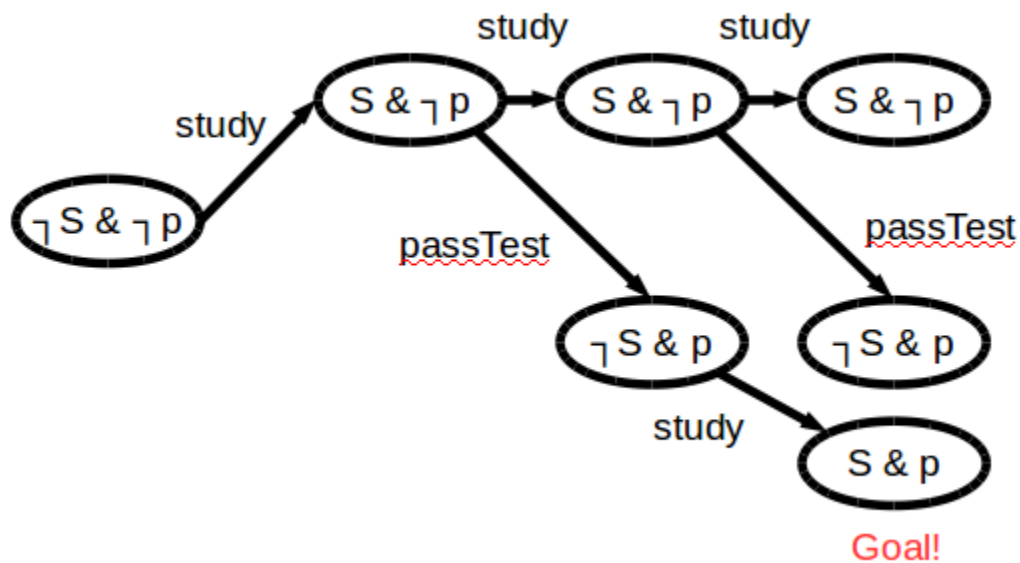 study
study
S & ┐p
S & ┐p
S & ┐p
study
┐S & ┐p
passTest
passTest
┐S & p
┐S & p
study
S & p
Goal!